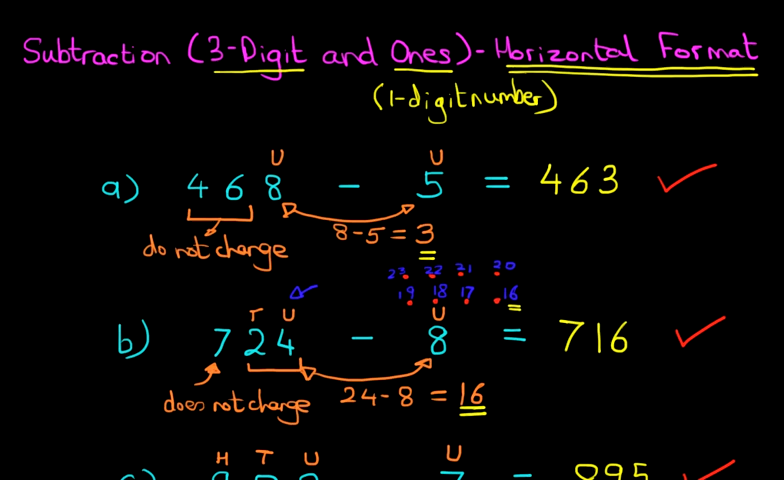 Subtraction (3-Digit and Ones) - Horizontal Format
(1-digit number)
U U
a) 468 - 5 = 463
do not change 8-5 = 3
23 22 21 20
19 18 17 16
T U U
b) 724 - 8 = 716
does not change 24-8 = 16
H T U U
= 895